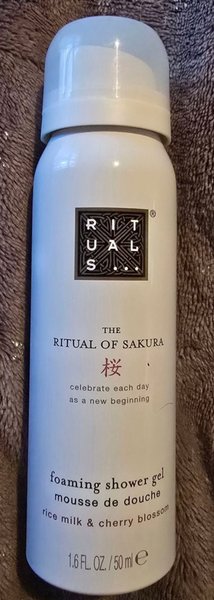 RIT
UAL
S...
®
THE
RITUAL OF SAKURA
桜
celebrate each day
as a new beginning
foaming shower gel
mousse de douche
rice milk & cherry blossom
1.6 FL. OZ. / 50 ml ℮